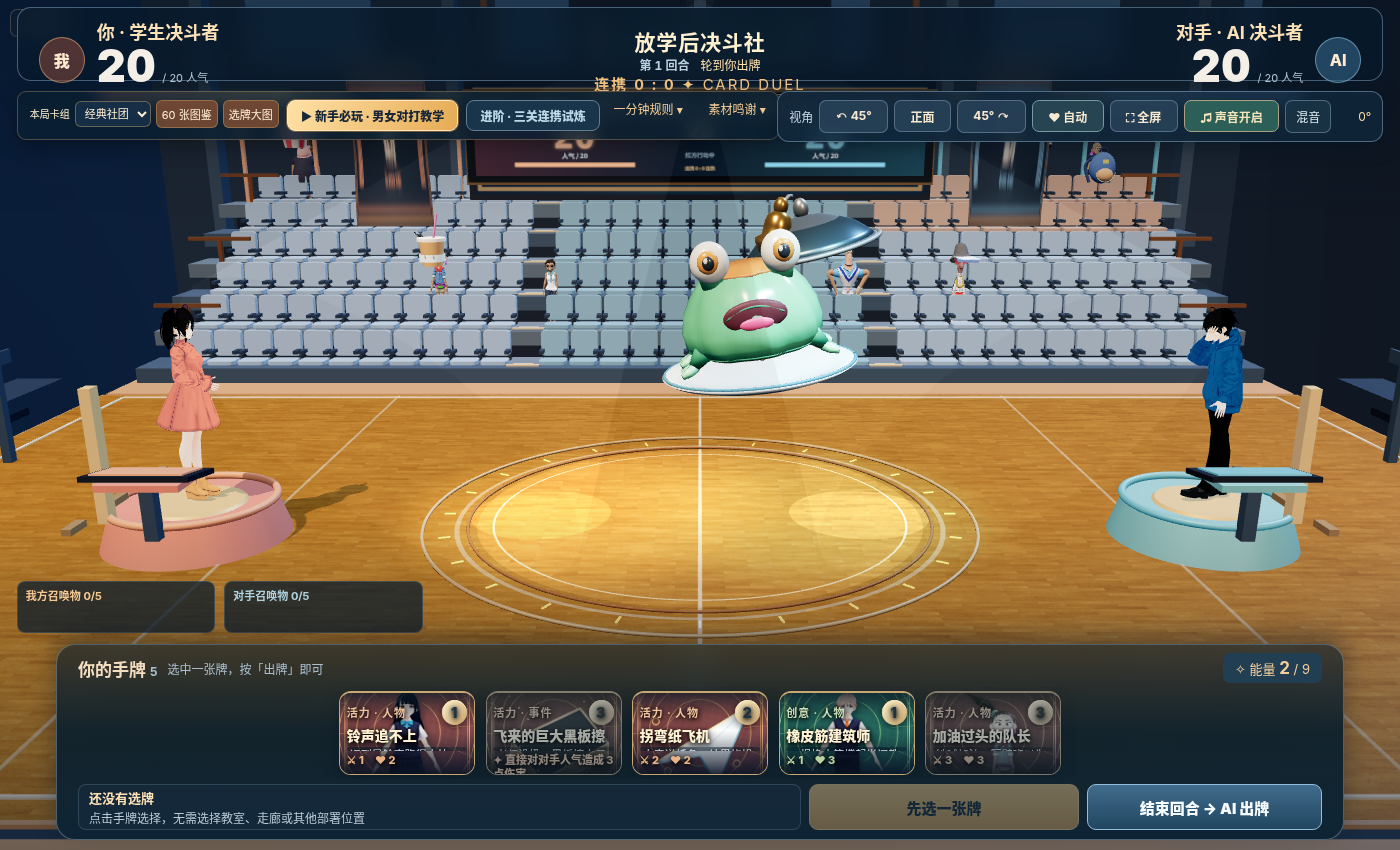 我
你 · 学生决斗者
20 / 20 人气
放学后决斗社
第 1 回合 轮到你出牌
连携 0 : 0 ✦ CARD DUEL
对手 · AI 决斗者
20 / 20 人气
AI
本局卡组 经典社团 60 张图鉴 选牌大图 ▶ 新手必玩 · 男女对打教学 进阶 · 三关连携试炼 一分钟规则 ▾ 素材鸣谢 ▾
视角 ↶ 45° 正面 45° ↷ ♥ 自动 ⛶ 全屏 ♫ 声音开启 混音 0°
20
人气 / 20
20
人气 / 20
我方召唤物 0/5
对手召唤物 0/5
你的手牌 5 选中一张牌，按「出牌」即可
✧ 能量 2 / 9
活力 · 人物 1
铃声追不上
⚔ 1 ♥ 2
活力 · 事件 3
飞来的巨大黑板擦
✦ 直接对对手人气造成 3
点伤害
活力 · 人物 2
拐弯纸飞机
⚔ 2 ♥ 2
创意 · 人物 1
橡皮筋建筑师
⚔ 1 ♥ 3
活力 · 人物 3
加油过头的队长
⚔ 3 ♥ 3
还没有选牌
点击手牌选择，无需选择教室、走廊或其他部署位置
先选一张牌
结束回合 → AI 出牌